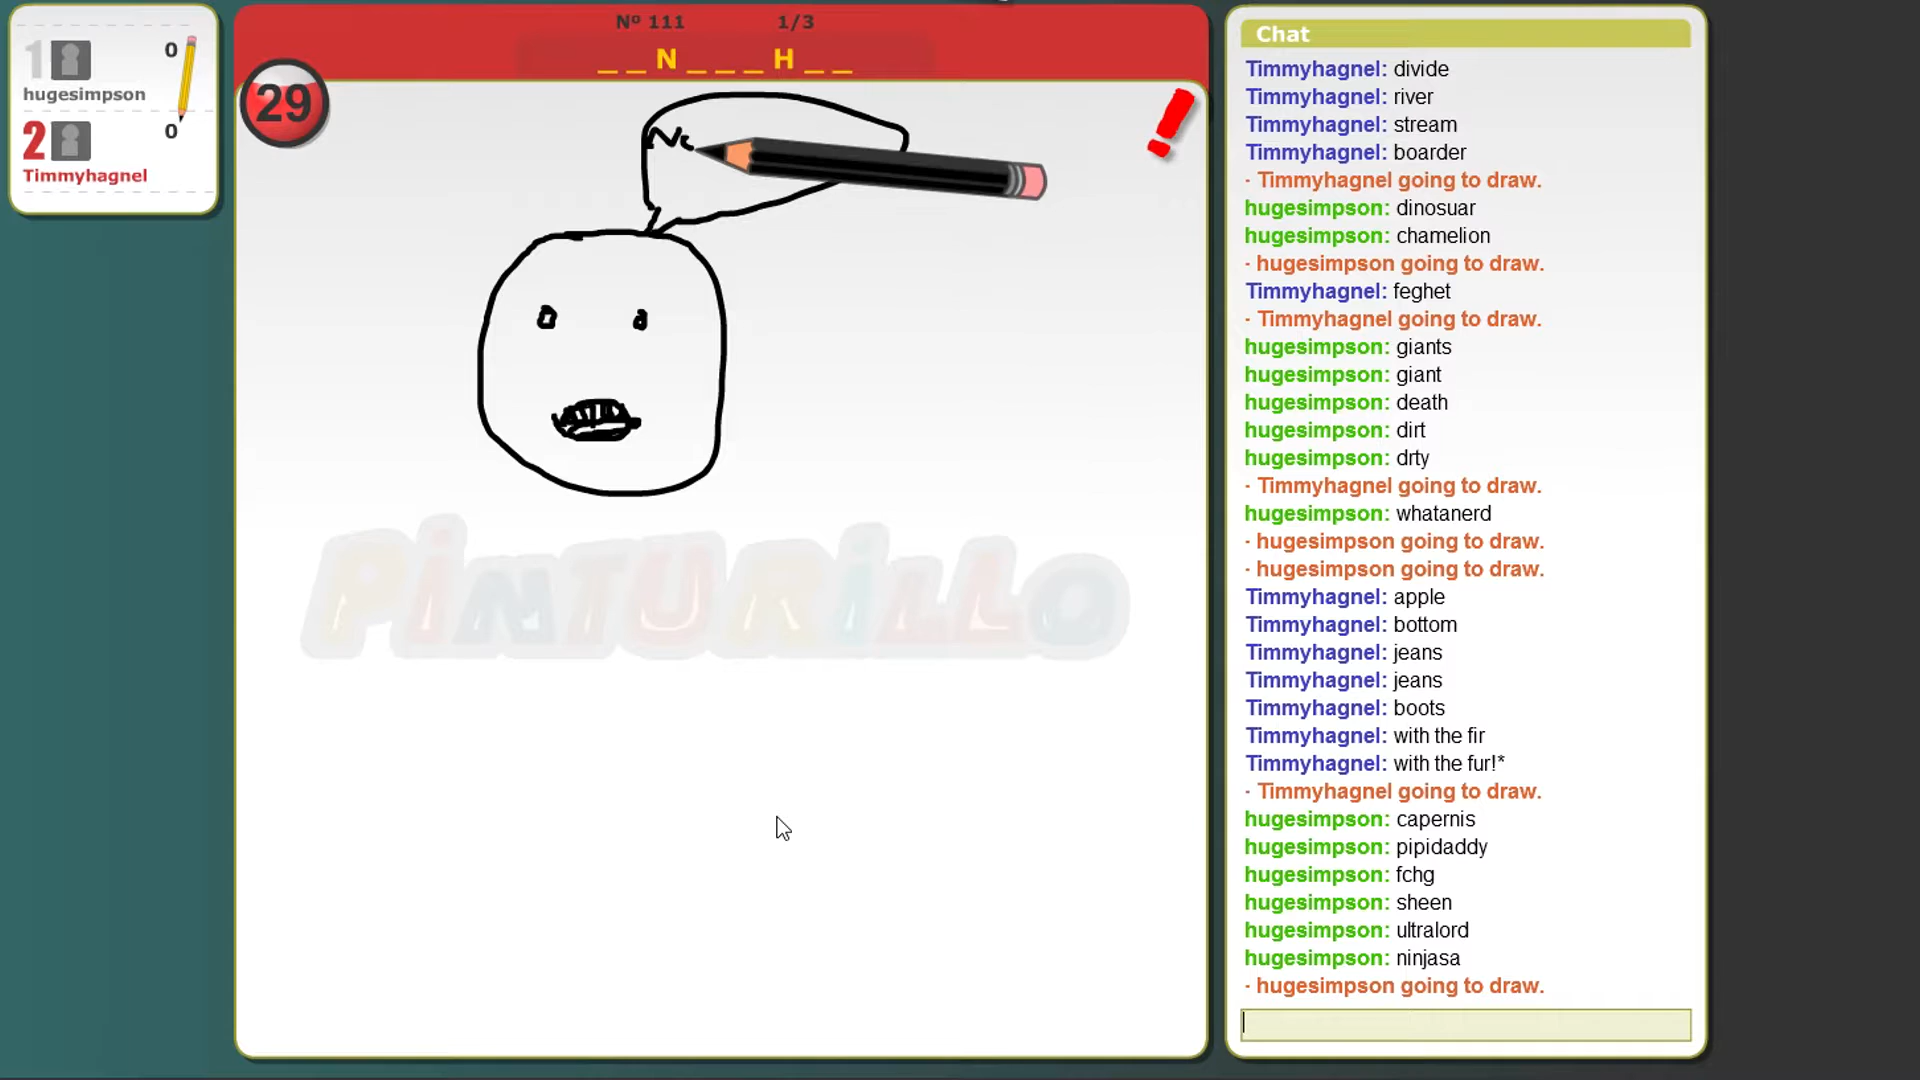 1
hugesimpson
0
2
Timmyhagnel
0
Nº 111 1/3
_ _ N _ _ _ H _ _
29
!
PINTURILLO
Chat
Timmyhagnel: divide
Timmyhagnel: river
Timmyhagnel: stream
Timmyhagnel: boarder
- Timmyhagnel going to draw.
hugesimpson: dinosuar
hugesimpson: chamelion
- hugesimpson going to draw.
Timmyhagnel: feghet
- Timmyhagnel going to draw.
hugesimpson: giants
hugesimpson: giant
hugesimpson: death
hugesimpson: dirt
hugesimpson: drty
- Timmyhagnel going to draw.
hugesimpson: whatanerd
- hugesimpson going to draw.
- hugesimpson going to draw.
Timmyhagnel: apple
Timmyhagnel: bottom
Timmyhagnel: jeans
Timmyhagnel: jeans
Timmyhagnel: boots
Timmyhagnel: with the fir
Timmyhagnel: with the fur!*
- Timmyhagnel going to draw.
hugesimpson: capernis
hugesimpson: pipidaddy
hugesimpson: fchg
hugesimpson: sheen
hugesimpson: ultralord
hugesimpson: ninjasa
- hugesimpson going to draw.